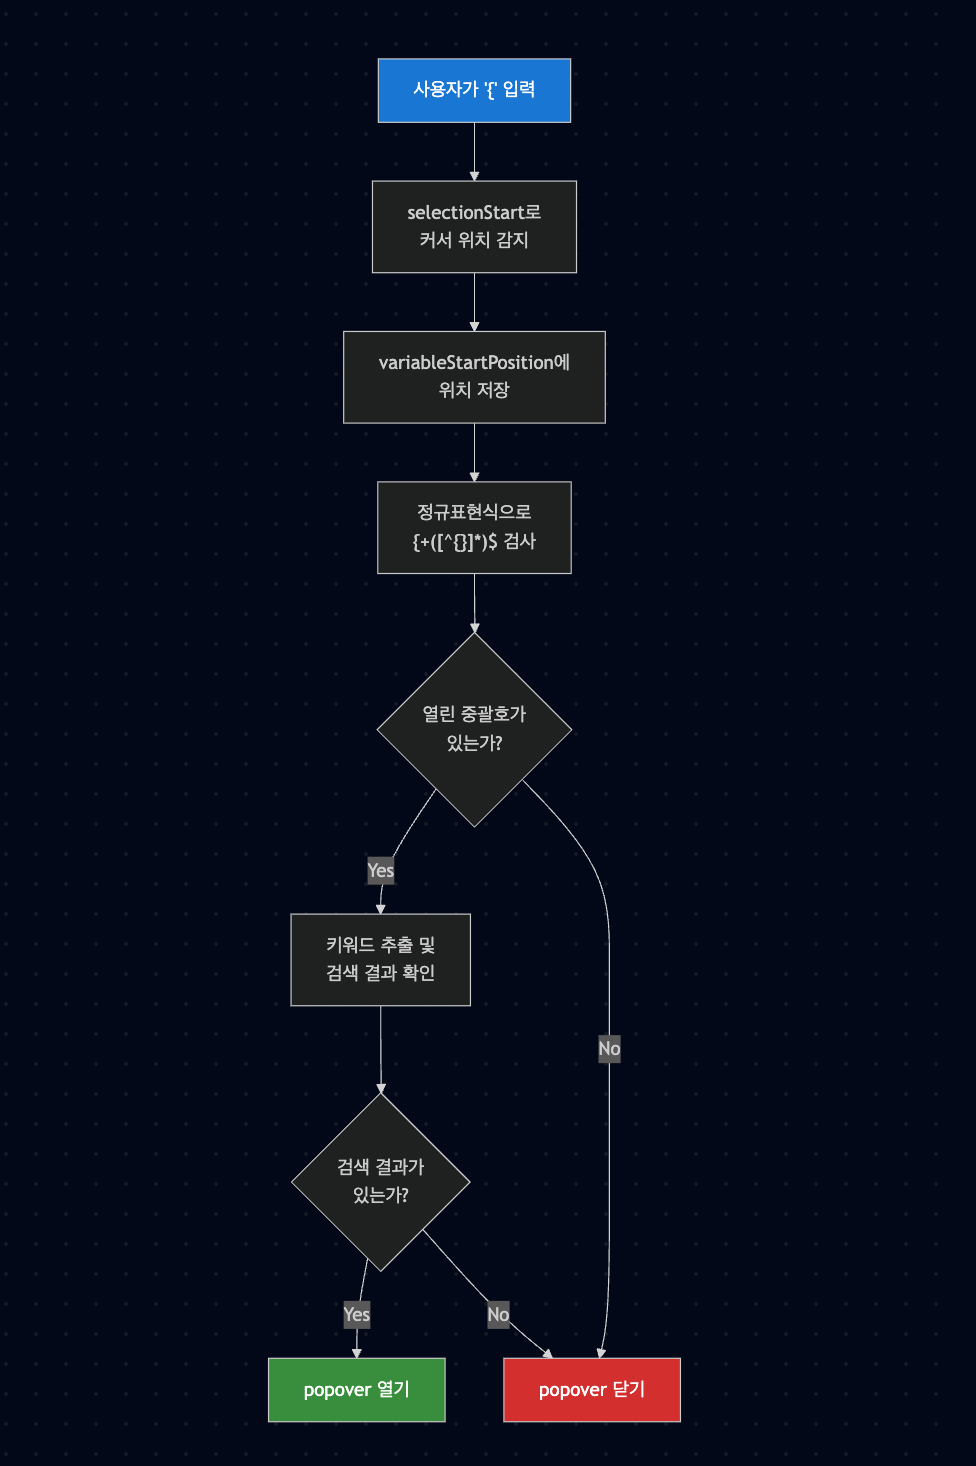 사용자가 '{' 입력
selectionStart로
커서 위치 감지
variableStartPosition에
위치 저장
정규표현식으로
{+([^{}]*)$ 검사
열린 중괄호가
있는가?
Yes
키워드 추출 및
검색 결과 확인
No
검색 결과가
있는가?
Yes
No
popover 열기
popover 닫기